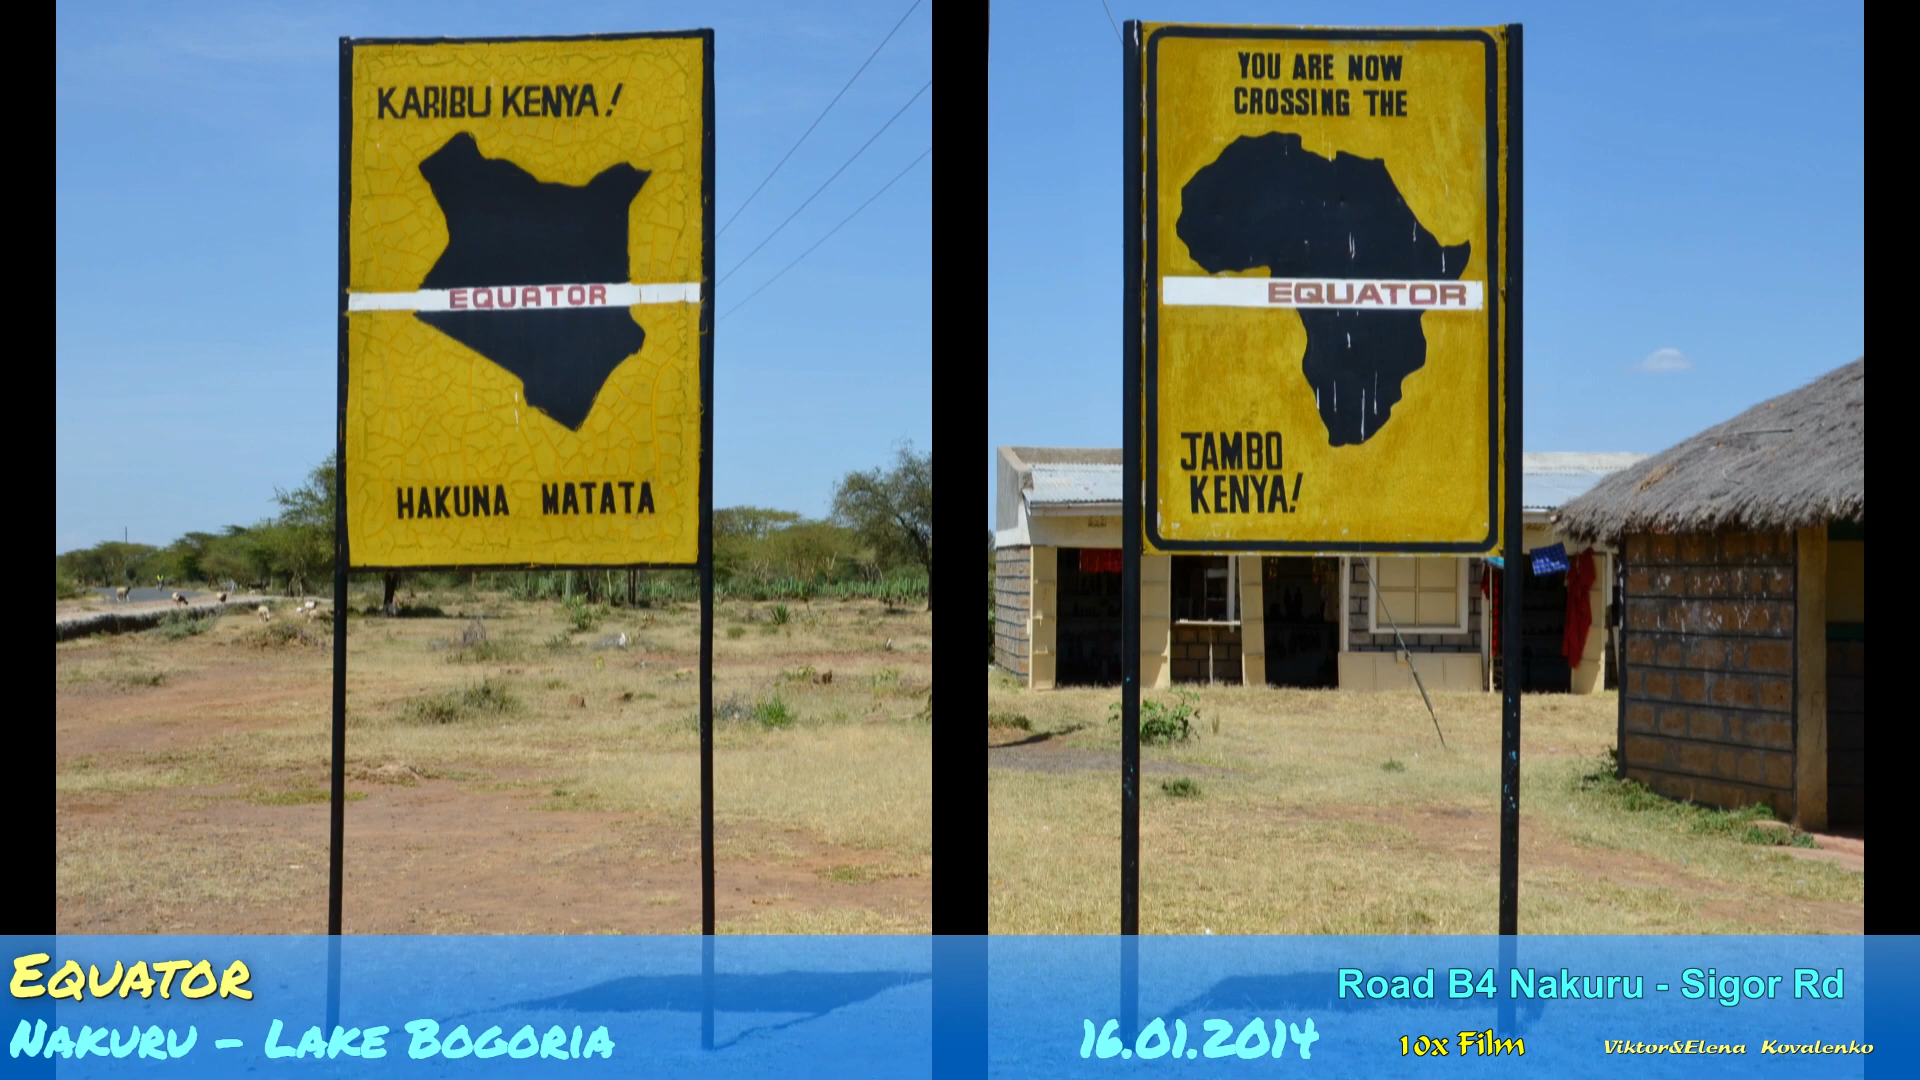 KARIBU KENYA!
EQUATOR
HAKUNA MATATA
YOU ARE NOW
CROSSING THE
EQUATOR
JAMBO
KENYA!
Equator
Nakuru - Lake Bogoria
Road B4 Nakuru - Sigor Rd
16.01.2014
10x Film
Viktor&Elena Kovalenko